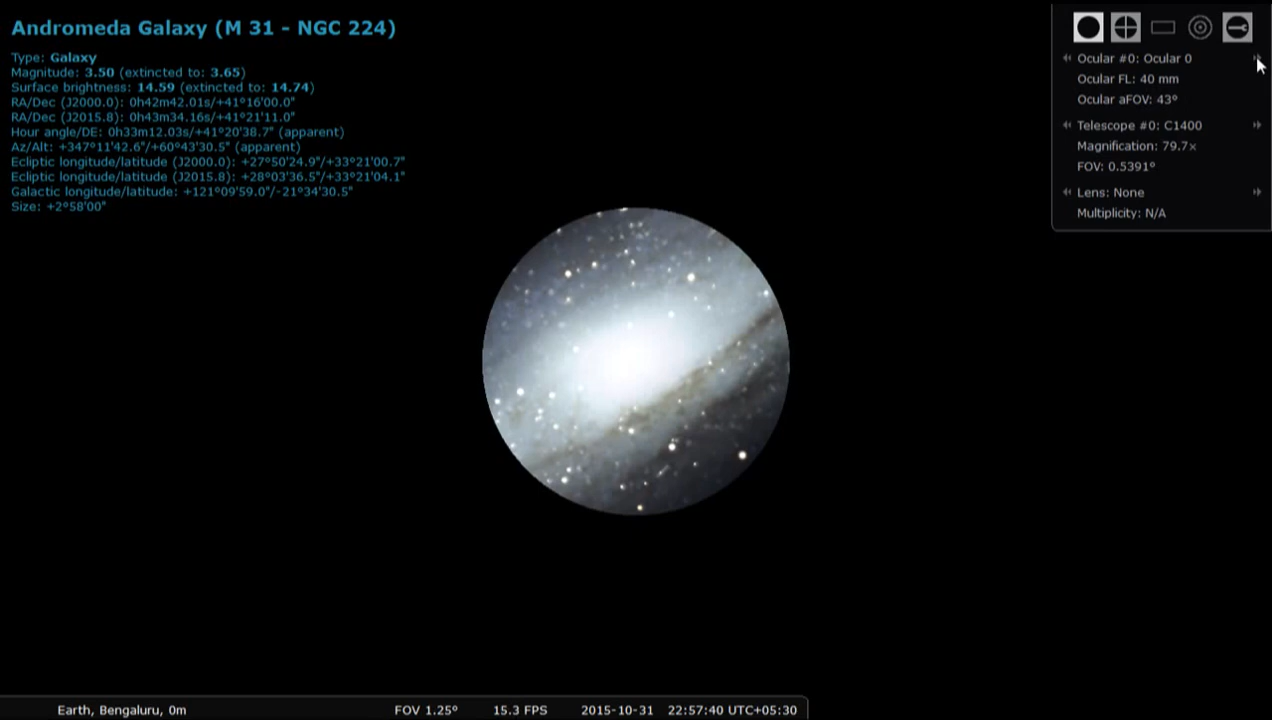 Andromeda Galaxy (M 31 - NGC 224)
Type: Galaxy
Magnitude: 3.50 (extincted to: 3.65)
Surface brightness: 14.59 (extincted to: 14.74)
RA/Dec (J2000.0): 0h42m42.01s/+41°16'00.0"
RA/Dec (J2015.8): 0h43m34.16s/+41°21'11.0"
Hour angle/DE: 0h33m12.03s/+41°20'38.7" (apparent)
Az/Alt: +347°11'42.6"/+60°43'30.5" (apparent)
Ecliptic longitude/latitude (J2000.0): +27°50'24.9"/+33°21'00.7"
Ecliptic longitude/latitude (J2015.8): +28°03'36.5"/+33°21'04.1"
Galactic longitude/latitude: +121°09'59.0"/-21°34'30.5"
Size: +2°58'00"
Ocular #0: Ocular 0
Ocular FL: 40 mm
Ocular aFOV: 43°
Telescope #0: C1400
Magnification: 79.7×
FOV: 0.5391°
Lens: None
Multiplicity: N/A
Earth, Bengaluru, 0m FOV 1.25° 15.3 FPS 2015-10-31 22:57:40 UTC+05:30